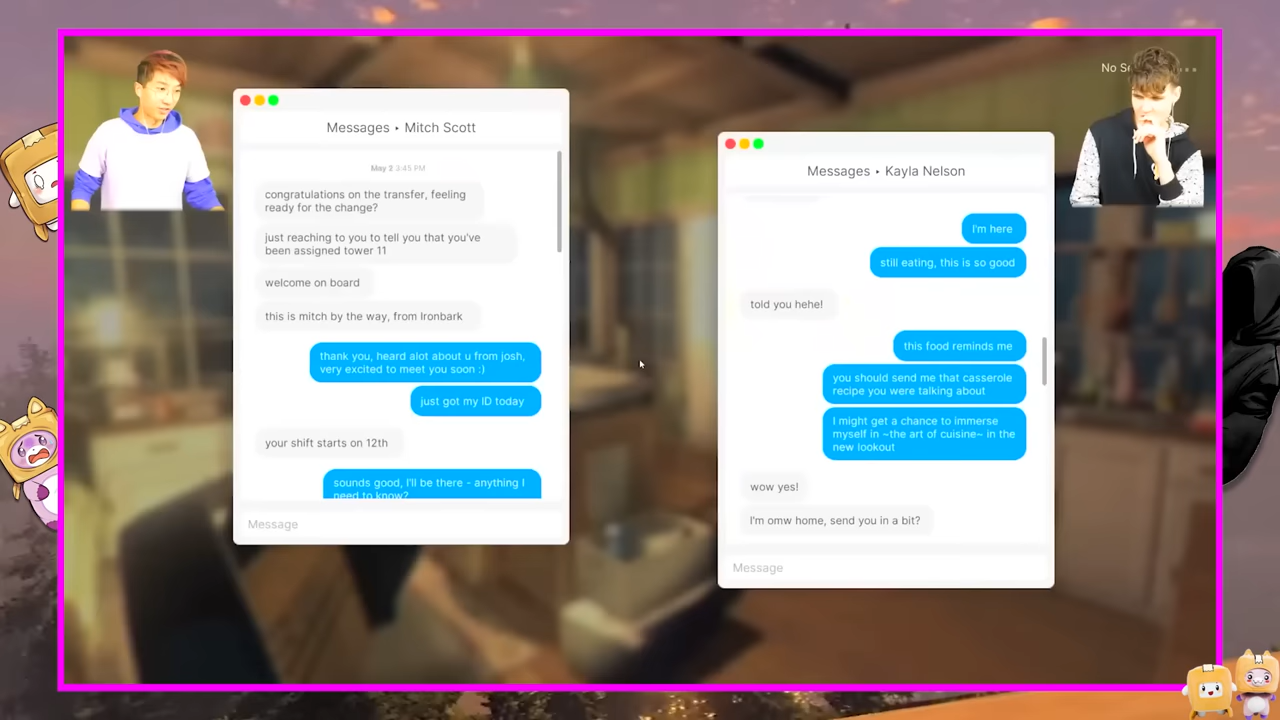 No S
Messages ‣ Mitch Scott
May 2 3:45 PM
congratulations on the transfer, feeling
ready for the change?
just reaching to you to tell you that you've
been assigned tower 11
welcome on board
this is mitch by the way, from Ironbark
thank you, heard alot about u from josh,
very excited to meet you soon :)
just got my ID today
your shift starts on 12th
sounds good, I'll be there - anything I
need to know?
Message
Messages ‣ Kayla Nelson
I'm here
still eating, this is so good
told you hehe!
this food reminds me
you should send me that casserole
recipe you were talking about
I might get a chance to immerse
myself in ~the art of cuisine~ in the
new lookout
wow yes!
I'm omw home, send you in a bit?
Message